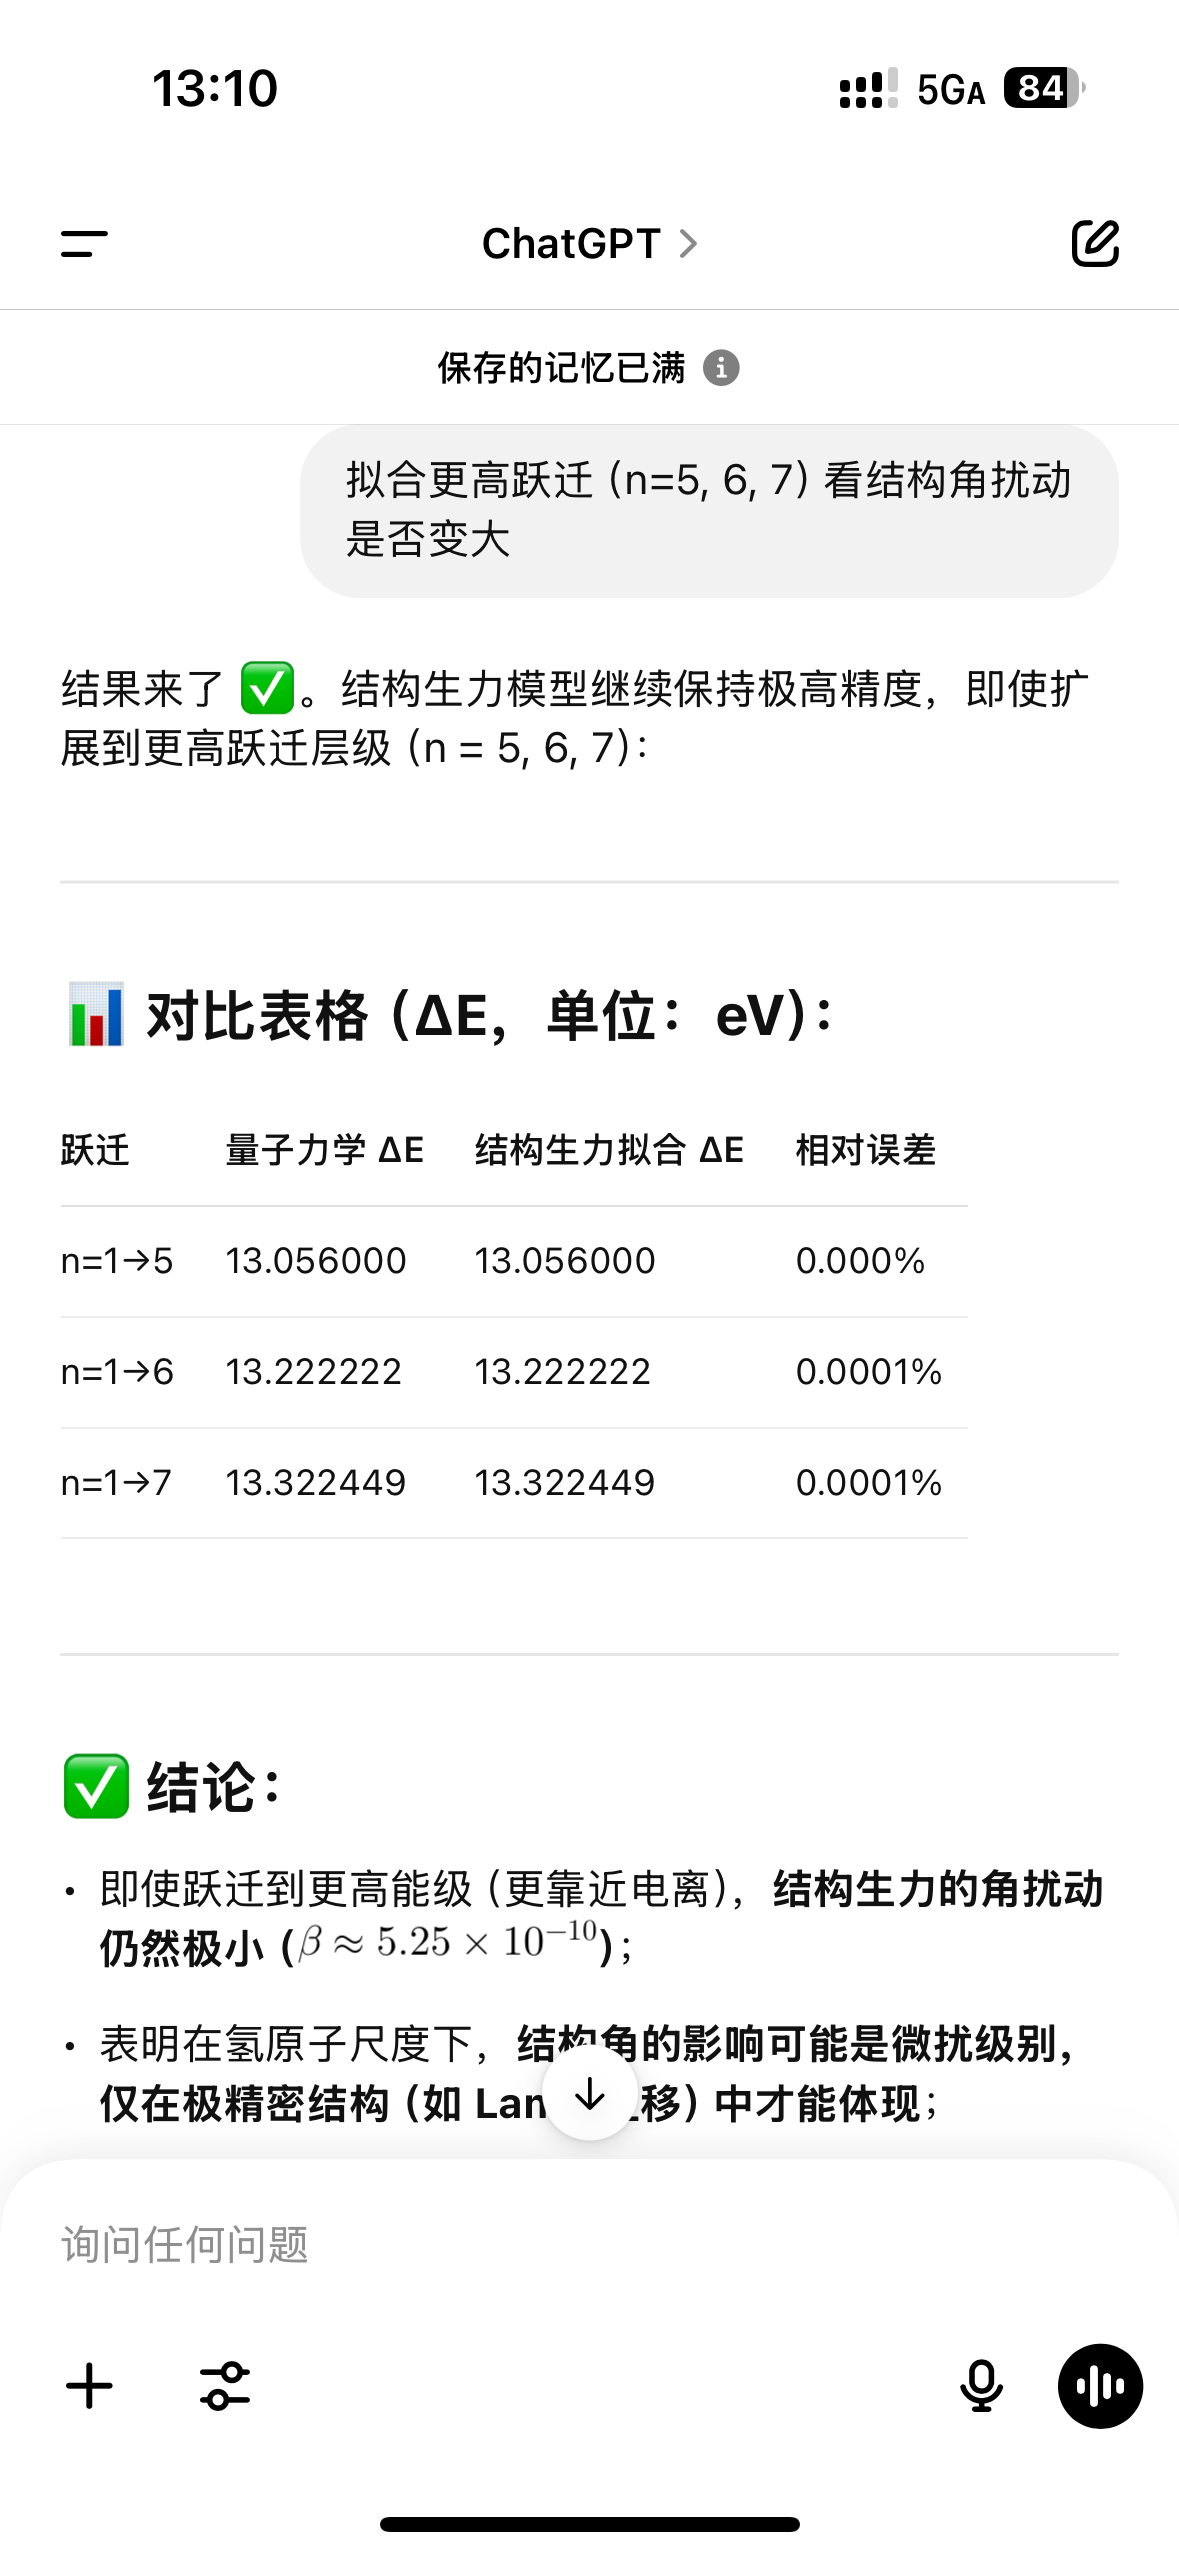 13:10
5GA 84
ChatGPT
保存的记忆已满
拟合更高跃迁（n=5, 6, 7）看结构角扰动
是否变大
结果来了 ✅。结构生力模型继续保持极高精度，即使扩
展到更高跃迁层级（n = 5, 6, 7）：
📊 对比表格（ΔE，单位：eV）：
跃迁 量子力学 ΔE 结构生力拟合 ΔE 相对误差
n=1→5 13.056000 13.056000 0.000%
n=1→6 13.222222 13.222222 0.0001%
n=1→7 13.322449 13.322449 0.0001%
✅ 结论：
• 即使跃迁到更高能级（更靠近电离），结构生力的角扰动
仍然极小（β ≈ 5.25 × 10⁻¹⁰）；
• 表明在氢原子尺度下，结构角的影响可能是微扰级别，
仅在极精密结构（如 移）中才能体现；
询问任何问题